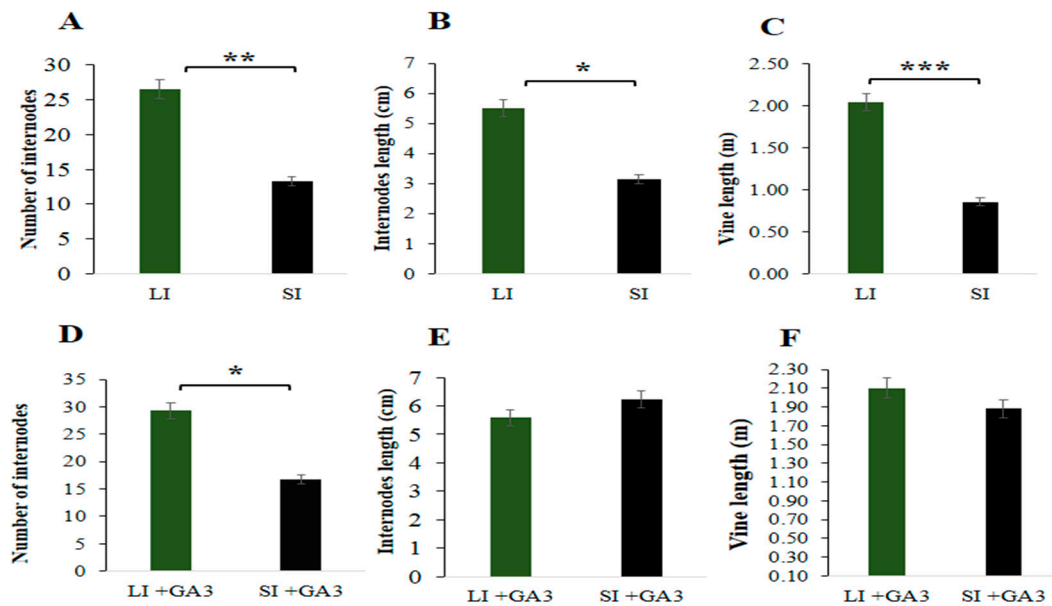 A
Number of internodes
30
25
20
15
10
5
0
**
LI SI
B
Internodes length (cm)
7
6
5
4
3
2
1
0
*
LI SI
C
Vine length (m)
2.50
2.00
1.50
1.00
0.50
0.00
***
LI SI
D
Number of internodes
35
30
25
20
15
10
5
0
*
LI +GA3 SI +GA3
E
Internodes length (cm)
7
6
5
4
3
2
1
0
LI +GA3 SI +GA3
F
Vine length (m)
2.30
2.10
1.90
1.70
1.50
1.30
1.10
0.90
0.70
0.50
0.30
0.10
LI +GA3 SI +GA3